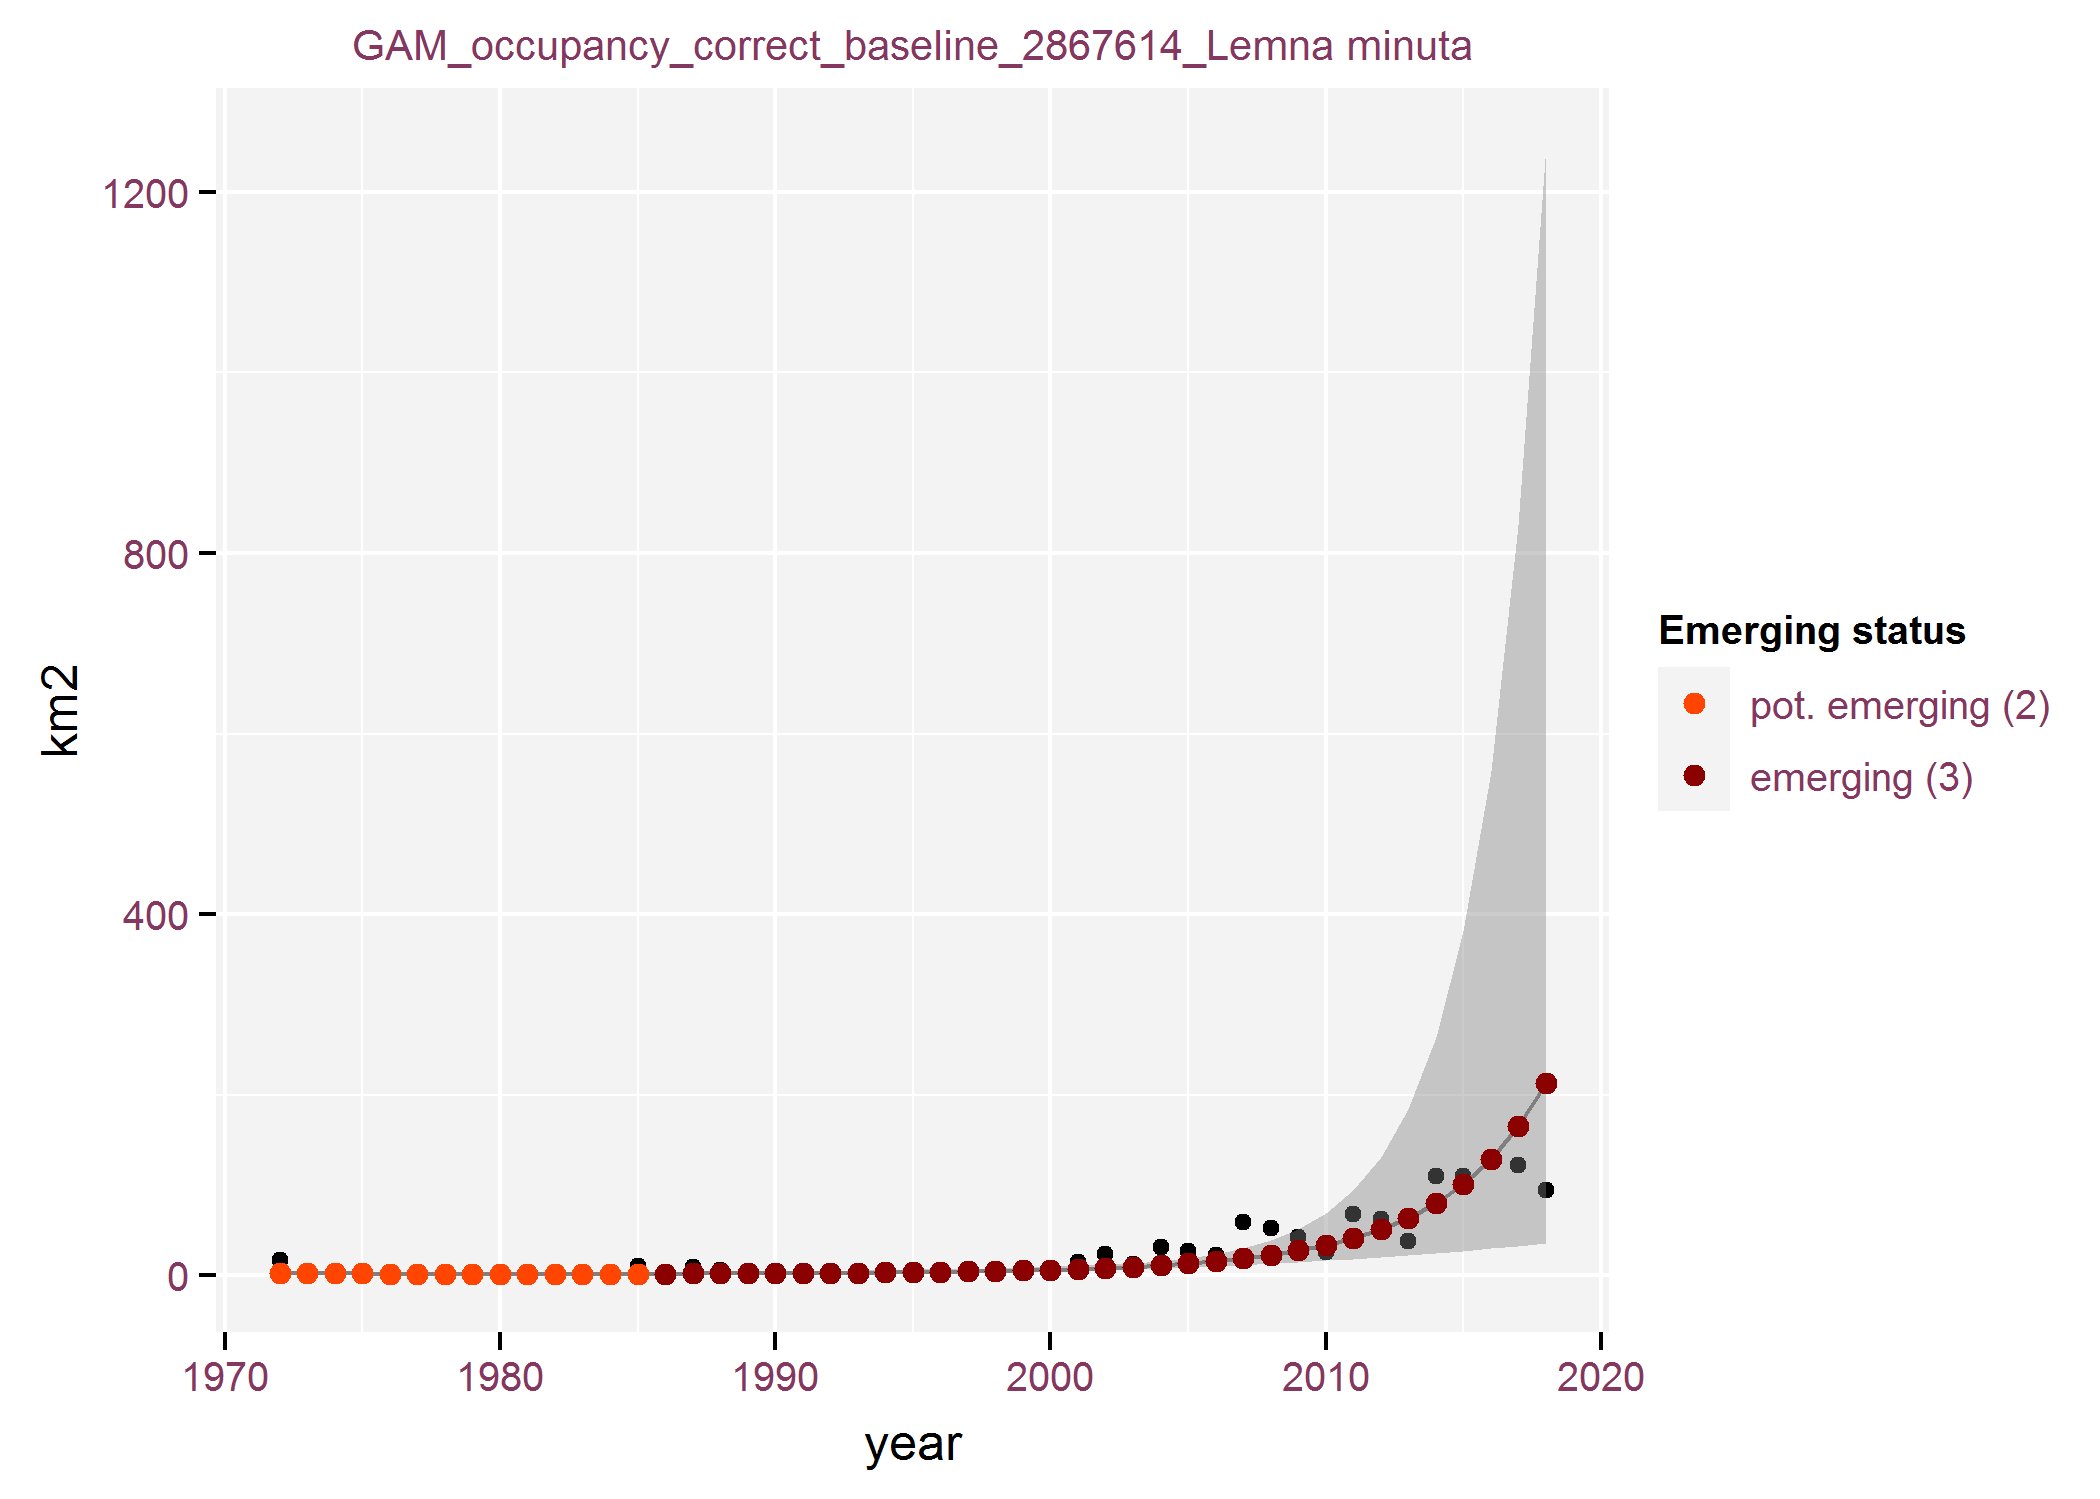 GAM_occupancy_correct_baseline_2867614_Lemna minuta
1200
800
400
0
km2
1970 1980 1990 2000 2010 2020
year
Emerging status
pot. emerging (2)
emerging (3)